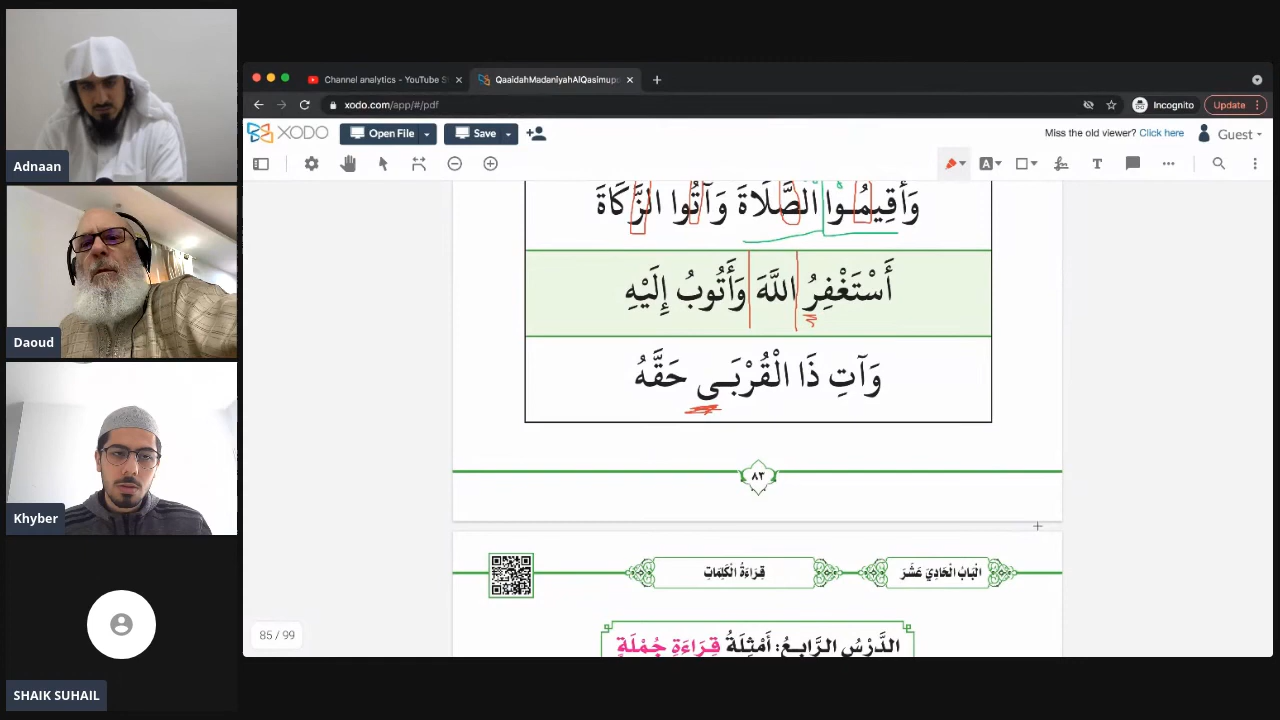 Adnaan
Daoud
Khyber
SHAIK SUHAIL
Channel analytics - YouTube S
QaaidahMadaniyahAlQasimup
xodo.com/app/#/pdf
Incognito
Update
XODO
Open File
Save
Miss the old viewer? Click here
Guest
وَأَقِيمُـوا الصَّلَاةَ وَآتُوا الزَّكَاةَ
أَسْتَغْفِرُ اللَّهَ وَأَتُوبُ إِلَيْهِ
وَآتِ ذَا الْقُرْبَـى حَقَّهُ
٨٣
الْبَابُ الْحَادِيَ عَشَرَ
قِرَاءَةُ الْكَلِمَاتِ
85 / 99
الدَّرْسُ الرَّابِعُ: أَمْثِلَةُ قِرَاءَةِ جُمْلَةٍ